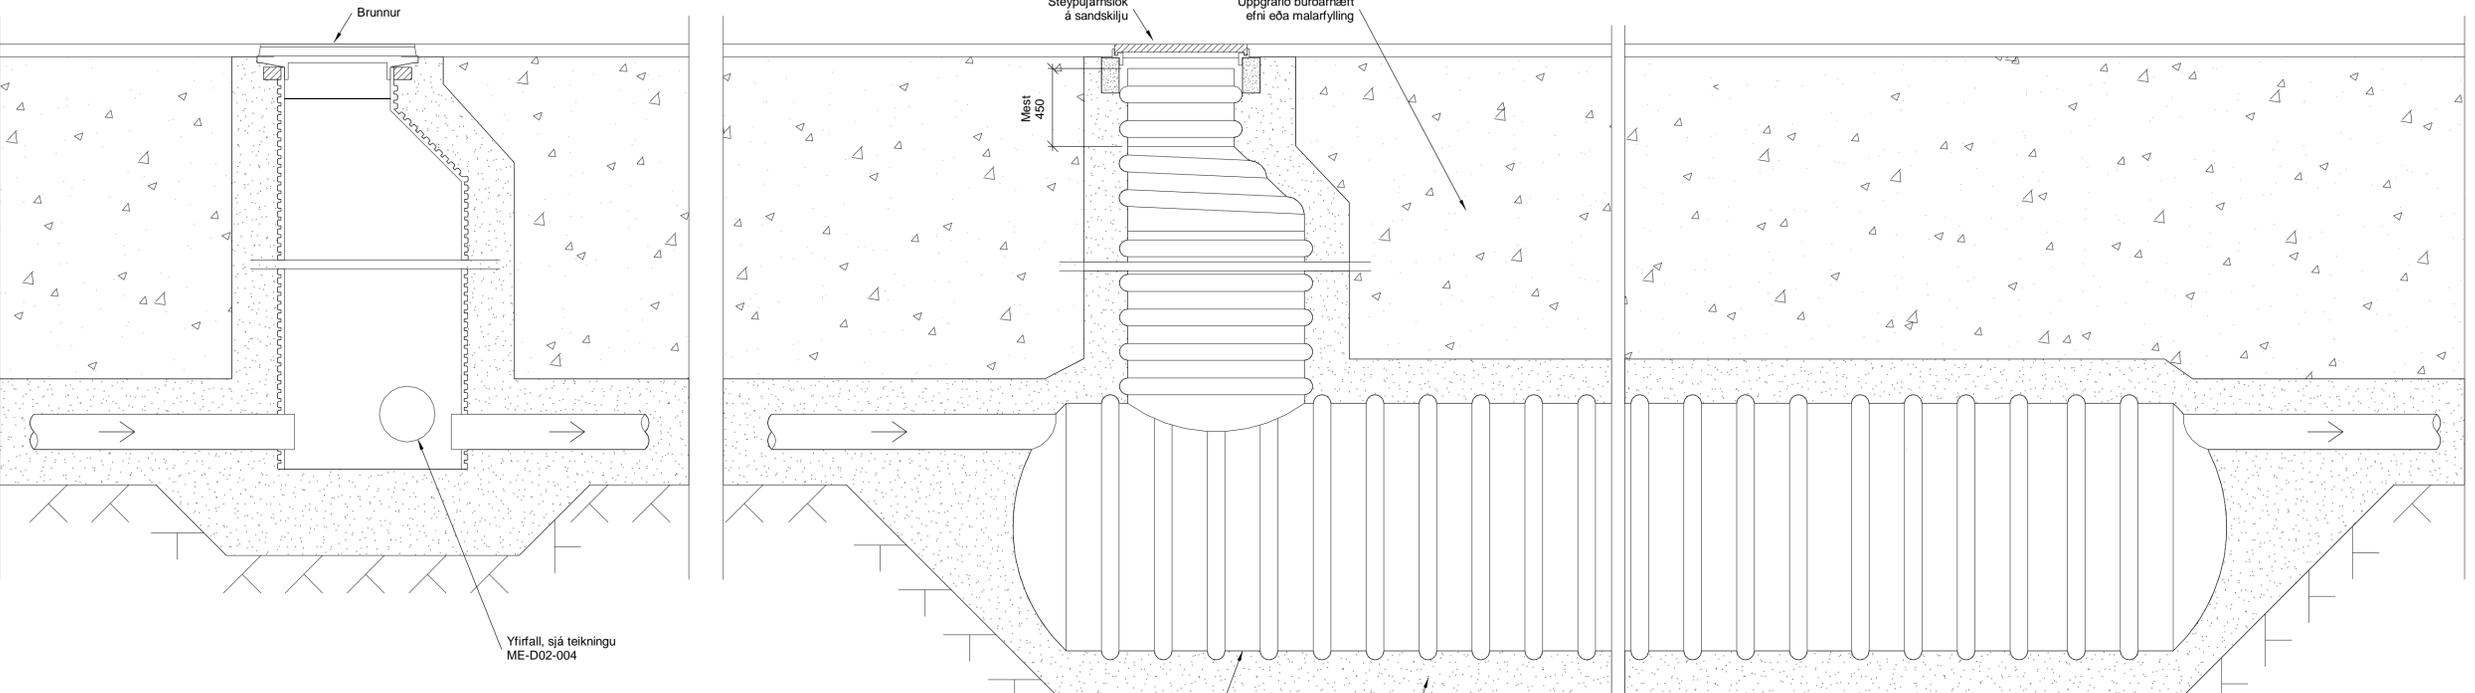 Brunnur
Steypujárnslok
á sandskilju
Uppgrafið burðarhæft
efni eða malarfylling
Mest
450
Yfirfall, sjá teikningu
ME-D02-004